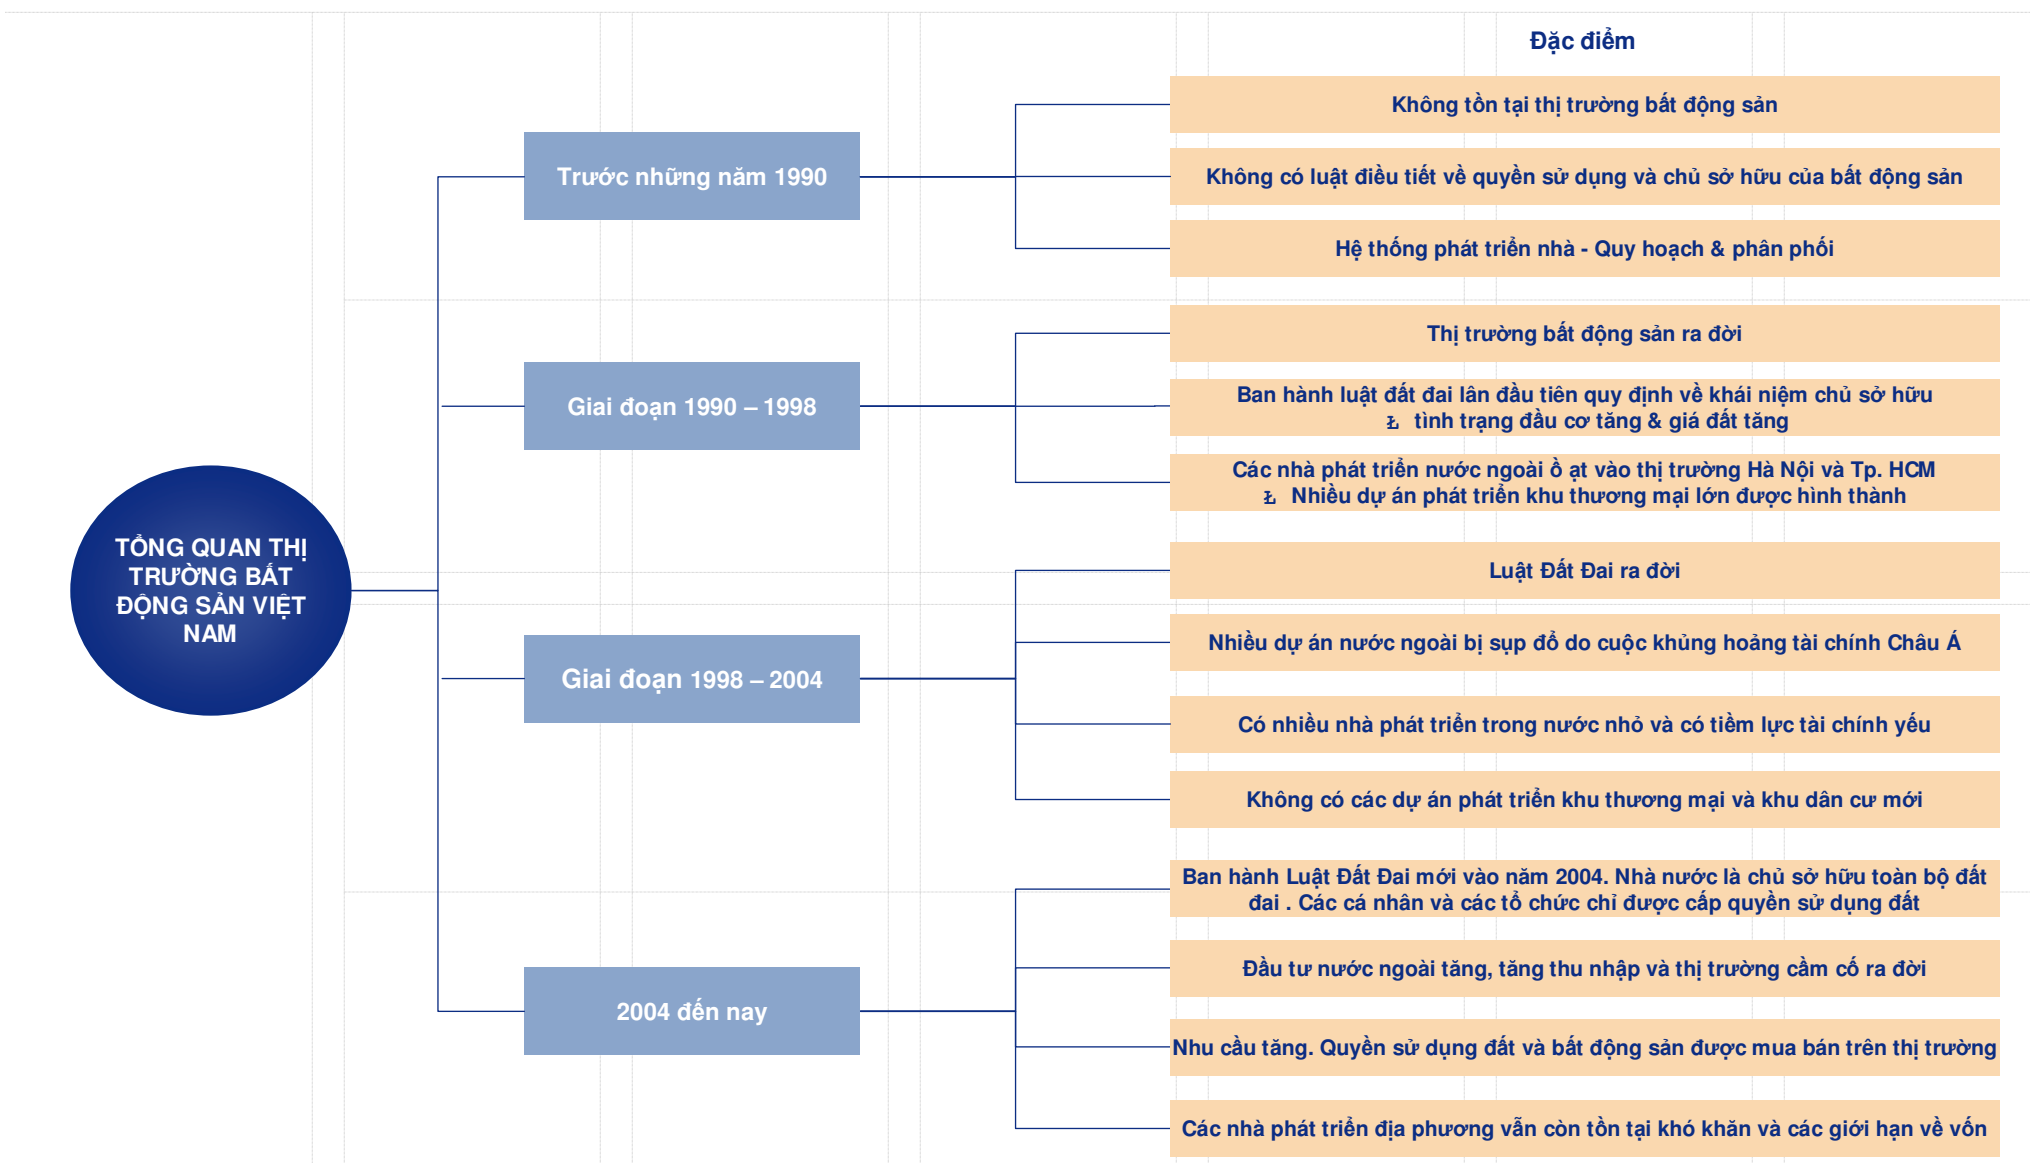 Đặc điểm
TỔNG QUAN THỊ
TRƯỜNG BẤT
ĐỘNG SẢN VIỆT
NAM
Trước những năm 1990
Không tồn tại thị trường bất động sản
Không có luật điều tiết về quyền sử dụng và chủ sở hữu của bất động sản
Hệ thống phát triển nhà - Quy hoạch & phân phối
Giai đoạn 1990 – 1998
Thị trường bất động sản ra đời
Ban hành luật đất đai lân đầu tiên quy định về khái niệm chủ sở hữu
Ł tình trạng đầu cơ tăng & giá đất tăng
Các nhà phát triển nước ngoài ồ ạt vào thị trường Hà Nội và Tp. HCM
Ł Nhiều dự án phát triển khu thương mại lớn được hình thành
Giai đoạn 1998 – 2004
Luật Đất Đai ra đời
Nhiều dự án nước ngoài bị sụp đổ do cuộc khủng hoảng tài chính Châu Á
Có nhiều nhà phát triển trong nước nhỏ và có tiềm lực tài chính yếu
Không có các dự án phát triển khu thương mại và khu dân cư mới
2004 đến nay
Ban hành Luật Đất Đai mới vào năm 2004. Nhà nước là chủ sở hữu toàn bộ đất
đai . Các cá nhân và các tổ chức chỉ được cấp quyền sử dụng đất
Đầu tư nước ngoài tăng, tăng thu nhập và thị trường cầm cố ra đời
Nhu cầu tăng. Quyền sử dụng đất và bất động sản được mua bán trên thị trường
Các nhà phát triển địa phương vẫn còn tồn tại khó khăn và các giới hạn về vốn